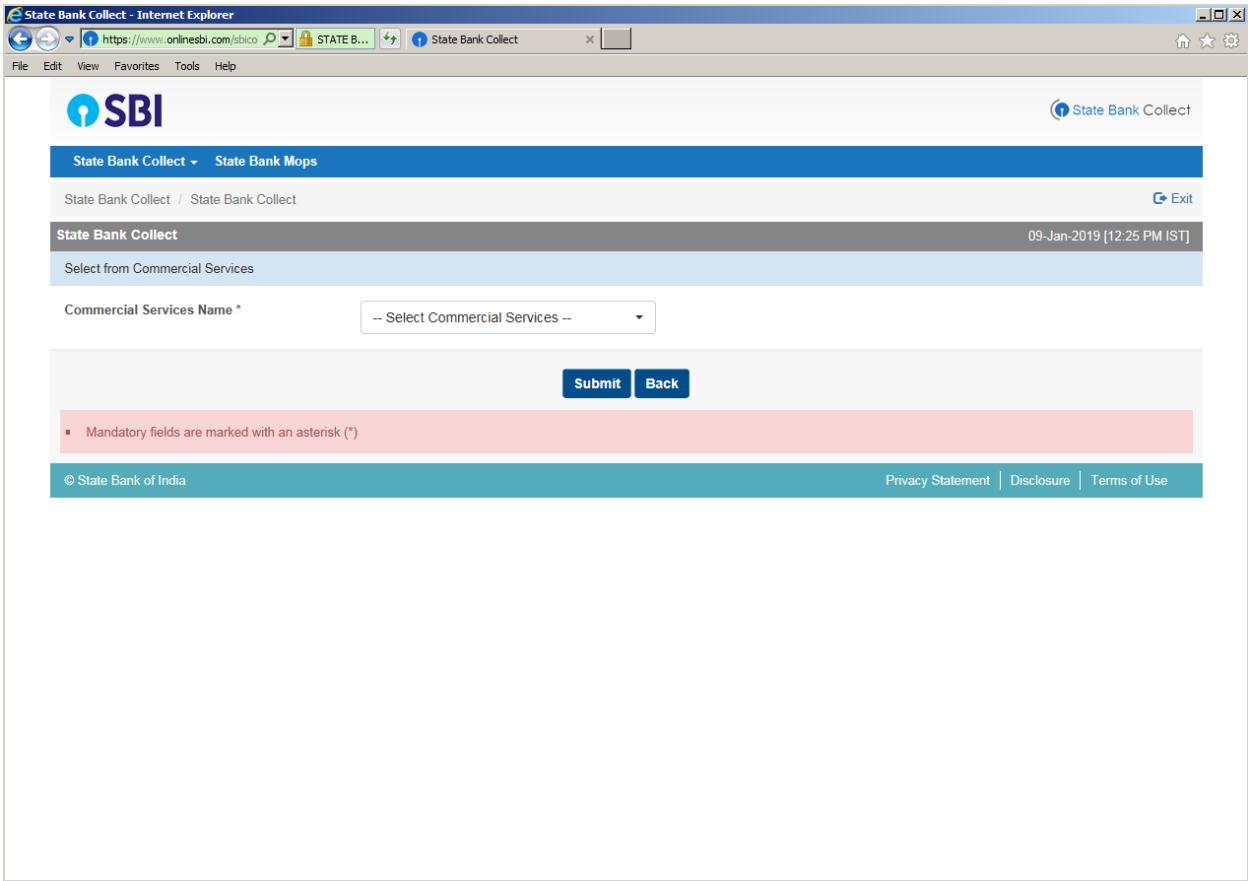 State Bank Collect - Internet Explorer
https://www.onlinesbi.com/sbico STATE B... State Bank Collect
File Edit View Favorites Tools Help
SBI
State Bank Collect
State Bank Collect State Bank Mops
State Bank Collect / State Bank Collect
Exit
State Bank Collect
09-Jan-2019 [12:25 PM IST]
Select from Commercial Services
Commercial Services Name *
-- Select Commercial Services --
Submit Back
Mandatory fields are marked with an asterisk (*)
© State Bank of India
Privacy Statement | Disclosure | Terms of Use